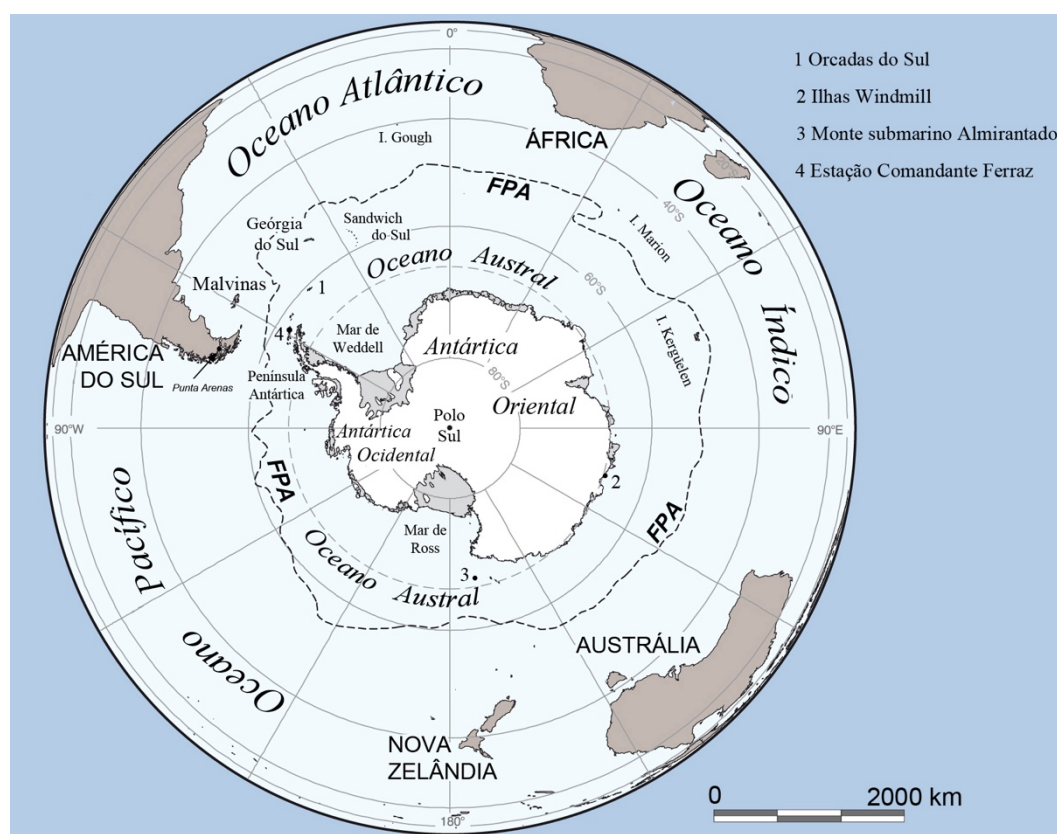 0°
1 Orcadas do Sul
2 Ilhas Windmill
3 Monte submarino Almirantado
4 Estação Comandante Ferraz
Oceano Atlântico
I. Gough
ÁFRICA
20°S
FPA
Oceano Índico
40°S
I. Marion
Geórgia
do Sul
Sandwich
do Sul
Oceano Austral
60°S
Malvinas
1
4
Mar de
Weddell
Antártica
Oriental
I. Kergüelen
AMÉRICA
DO SUL
Punta Arenas
Península
Antártica
80°S
90°W
Polo
Sul
90°E
Antártica
Ocidental
FPA
2
FPA
Mar de
Ross
3
Oceano Austral
Oceano Pacífico
AUSTRÁLIA
NOVA
ZELÂNDIA
0 2000 km
180°